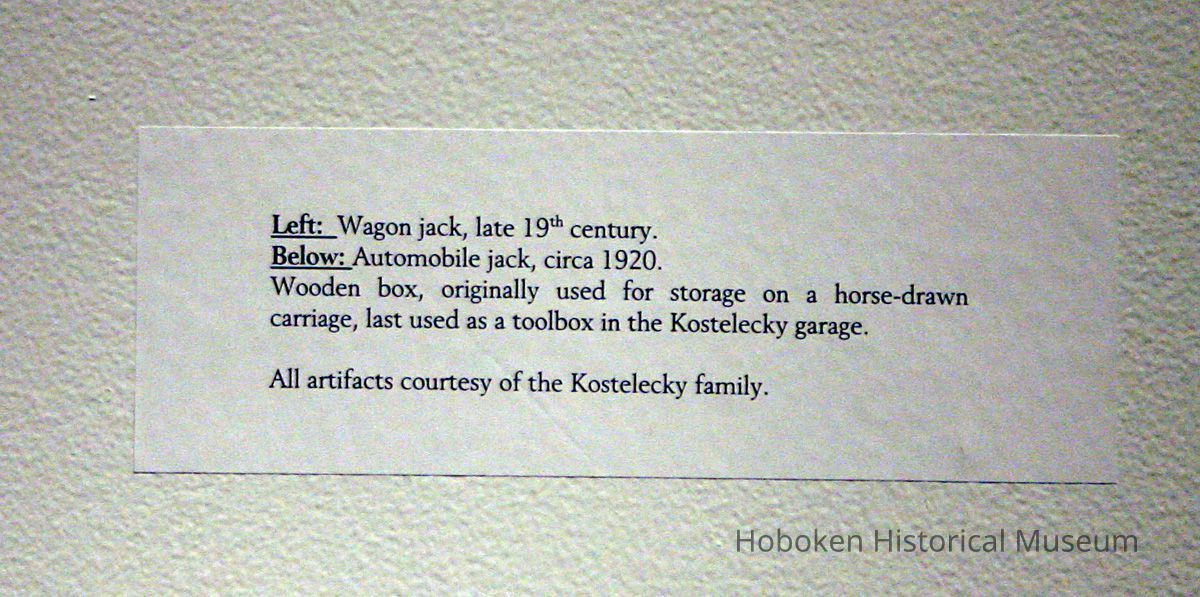 Left: Wagon jack, late 19th century.
Below: Automobile jack, circa 1920.
Wooden box, originally used for storage on a horse-drawn
carriage, last used as a toolbox in the Kostelecky garage.
All artifacts courtesy of the Kostelecky family.
Hoboken Historical Museum